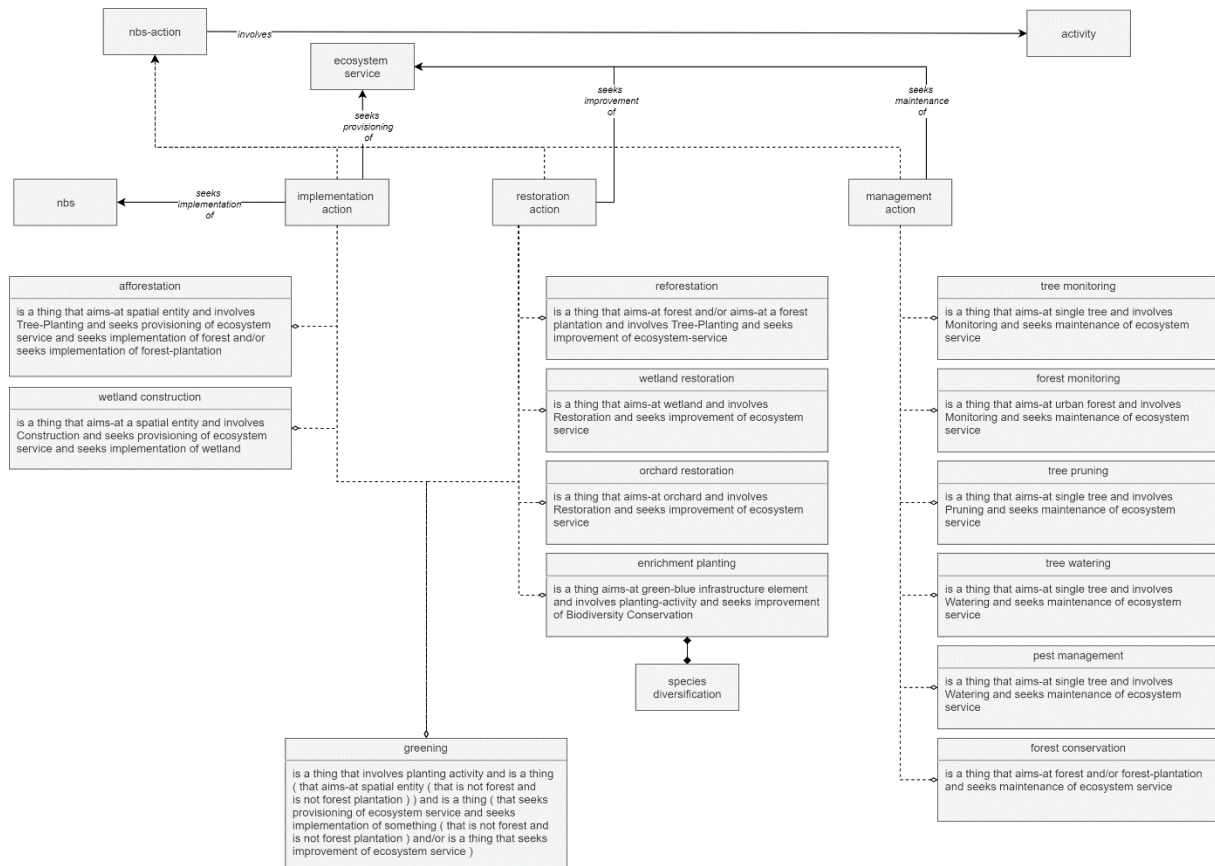 nbs-action
involves
activity
ecosystem
service
seeks
provisioning
of
seeks
improvement
of
seeks
maintenance
of
nbs
seeks
implementation
of
implementation
action
restoration
action
management
action
afforestation
is a thing that aims-at spatial entity and involves
Tree-Planting and seeks provisioning of ecosystem
service and seeks implementation of forest and/or
seeks implementation of forest-plantation
wetland construction
is a thing that aims-at a spatial entity and involves
Construction and seeks provisioning of ecosystem
service and seeks implementation of wetland
reforestation
is a thing that aims-at forest and/or aims-at a forest
plantation and involves Tree-Planting and seeks
improvement of ecosystem-service
wetland restoration
is a thing that aims-at wetland and involves
Restoration and seeks improvement of ecosystem
service
orchard restoration
is a thing that aims-at orchard and involves
Restoration and seeks improvement of ecosystem
service
enrichment planting
is a thing aims-at green-blue infrastructure element
and involves planting-activity and seeks improvement
of Biodiversity Conservation
species
diversification
greening
is a thing that involves planting activity and is a thing
( that aims-at spatial entity ( that is not forest and
is not forest plantation ) ) and is a thing ( that seeks
provisioning of ecosystem service and seeks
implementation of something ( that is not forest and
is not forest plantation ) and/or is a thing that seeks
improvement of ecosystem service )
tree monitoring
is a thing that aims-at single tree and involves
Monitoring and seeks maintenance of ecosystem
service
forest monitoring
is a thing that aims-at urban forest and involves
Monitoring and seeks maintenance of ecosystem
service
tree pruning
is a thing that aims-at single tree and involves
Pruning and seeks maintenance of ecosystem
service
tree watering
is a thing that aims-at single tree and involves
Watering and seeks maintenance of ecosystem
service
pest management
is a thing that aims-at single tree and involves
Watering and seeks maintenance of ecosystem
service
forest conservation
is a thing that aims-at forest and/or forest-plantation
and seeks maintenance of ecosystem service